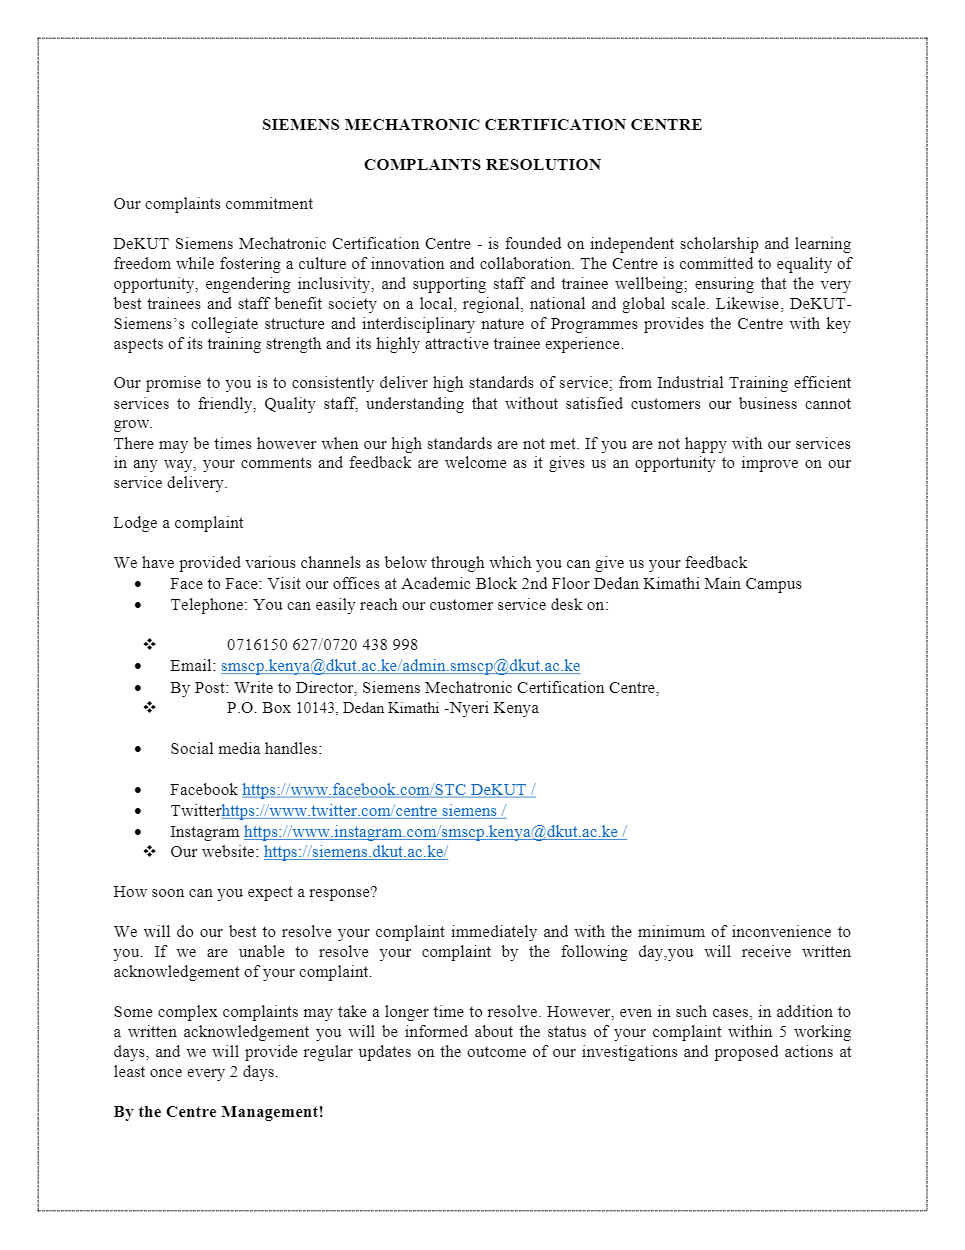 SIEMENS MECHATRONIC CERTIFICATION CENTRE
COMPLAINTS RESOLUTION
Our complaints commitment
DeKUT Siemens Mechatronic Certification Centre - is founded on independent scholarship and learning
freedom while fostering a culture of innovation and collaboration. The Centre is committed to equality of
opportunity, engendering inclusivity, and supporting staff and trainee wellbeing; ensuring that the very
best trainees and staff benefit society on a local, regional, national and global scale. Likewise, DeKUT-
Siemens’s collegiate structure and interdisciplinary nature of Programmes provides the Centre with key
aspects of its training strength and its highly attractive trainee experience.
Our promise to you is to consistently deliver high standards of service; from Industrial Training efficient
services to friendly, Quality staff, understanding that without satisfied customers our business cannot
grow.
There may be times however when our high standards are not met. If you are not happy with our services
in any way, your comments and feedback are welcome as it gives us an opportunity to improve on our
service delivery.
Lodge a complaint
We have provided various channels as below through which you can give us your feedback
• Face to Face: Visit our offices at Academic Block 2nd Floor Dedan Kimathi Main Campus
• Telephone: You can easily reach our customer service desk on:
❖ 0716150 627/0720 438 998
• Email: smscp.kenya@dkut.ac.ke/admin.smscp@dkut.ac.ke
• By Post: Write to Director, Siemens Mechatronic Certification Centre,
❖ P.O. Box 10143, Dedan Kimathi -Nyeri Kenya
• Social media handles:
• Facebook https://www.facebook.com/STC DeKUT /
• Twitterhttps://www.twitter.com/centre siemens /
• Instagram https://www.instagram.com/smscp.kenya@dkut.ac.ke /
❖ Our website: https://siemens.dkut.ac.ke/
How soon can you expect a response?
We will do our best to resolve your complaint immediately and with the minimum of inconvenience to
you. If we are unable to resolve your complaint by the following day,you will receive written
acknowledgement of your complaint.
Some complex complaints may take a longer time to resolve. However, even in such cases, in addition to
a written acknowledgement you will be informed about the status of your complaint within 5 working
days, and we will provide regular updates on the outcome of our investigations and proposed actions at
least once every 2 days.
By the Centre Management!